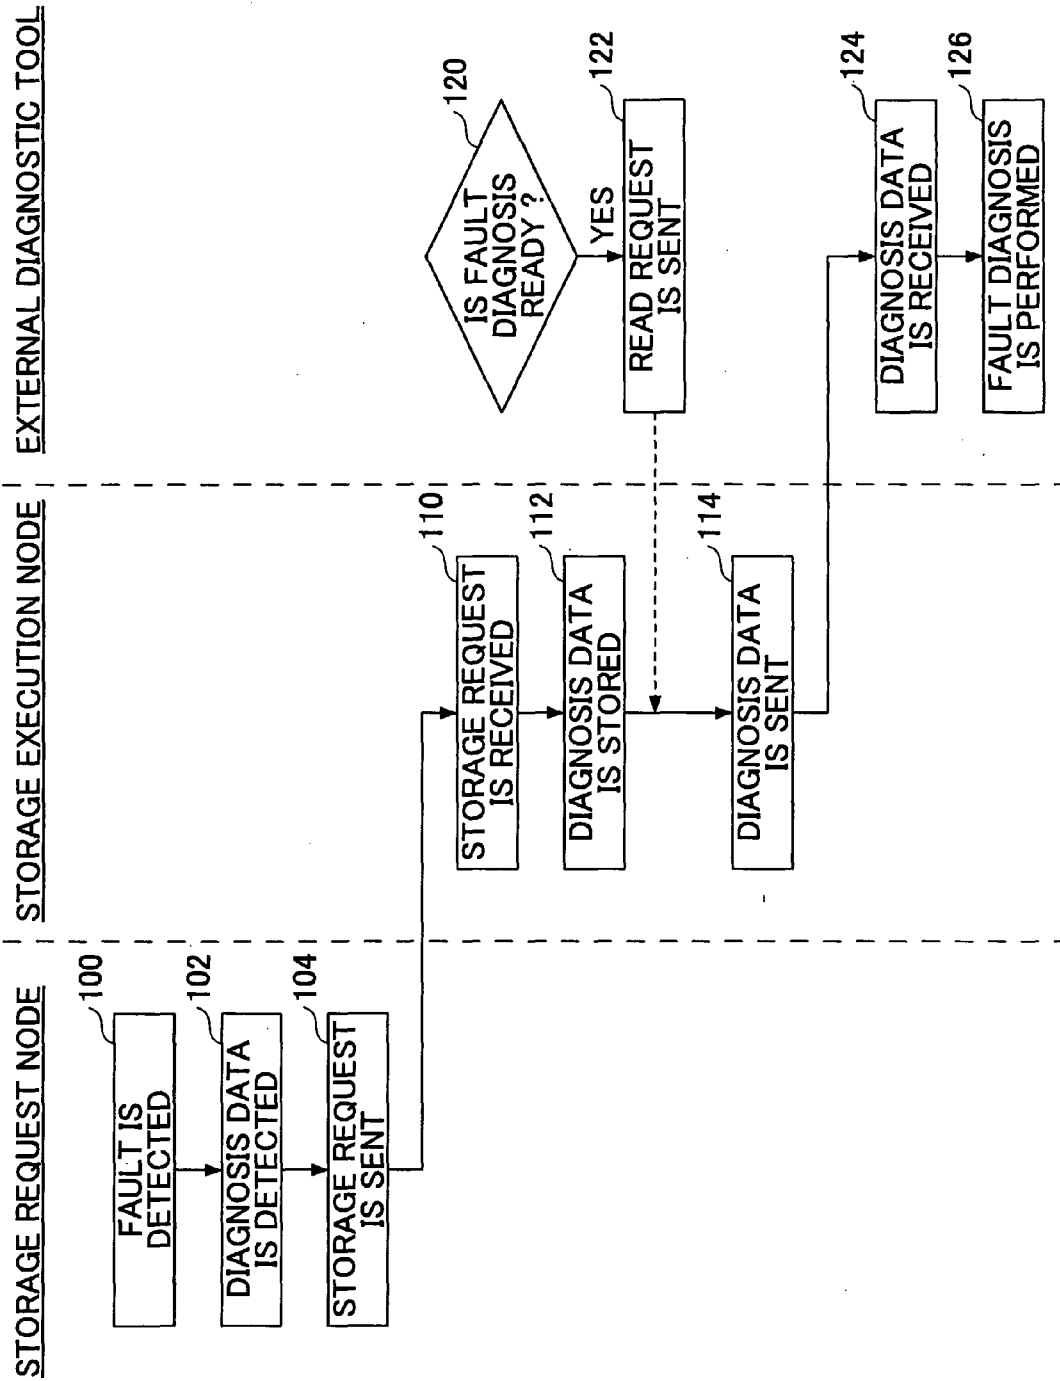 STORAGE REQUEST NODE
STORAGE EXECUTION NODE
EXTERNAL DIAGNOSTIC TOOL
100
FAULT IS
DETECTED
102
DIAGNOSIS DATA
IS DETECTED
104
STORAGE REQUEST
IS SENT
110
STORAGE REQUEST
IS RECEIVED
112
DIAGNOSIS DATA
IS STORED
114
DIAGNOSIS DATA
IS SENT
120
IS FAULT
DIAGNOSIS
READY ?
YES
122
READ REQUEST
IS SENT
124
DIAGNOSIS DATA
IS RECEIVED
126
FAULT DIAGNOSIS
IS PERFORMED